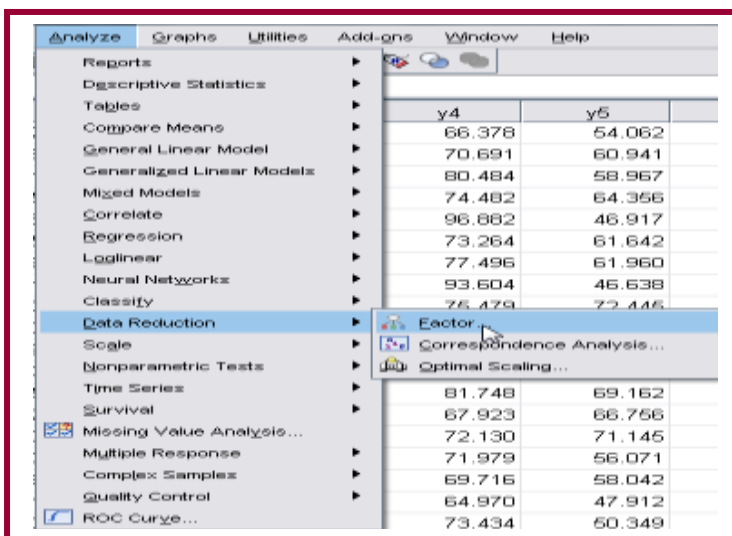 Analyze Graphs Utilities Add-ons Window Help
Reports
Descriptive Statistics
Tables
Compare Means
General Linear Model
Generalized Linear Models
Mixed Models
Correlate
Regression
Loglinear
Neural Networks
Classify
Data Reduction
Scale
Nonparametric Tests
Time Series
Survival
Missing Value Analysis...
Multiple Response
Complex Samples
Quality Control
ROC Curve...
Factor...
Correspondence Analysis...
Optimal Scaling...
y4 y5
66.378 54.062
70.691 60.941
80.484 58.967
74.482 64.356
96.882 46.917
73.264 61.642
77.496 61.960
93.604 46.638
76.479 72.446
81.748 69.162
67.923 66.766
72.130 71.145
71.979 56.071
69.716 58.042
64.970 47.912
73.434 50.349